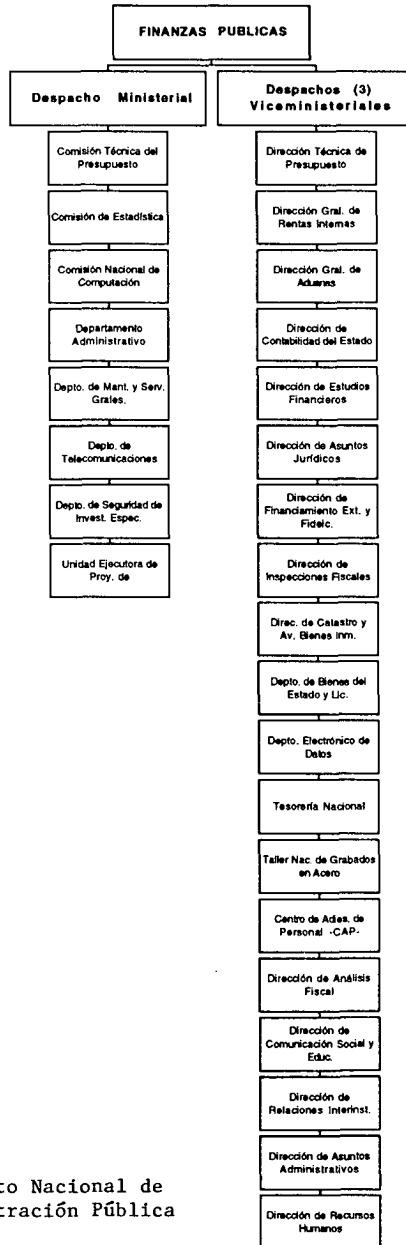 FINANZAS PUBLICAS
Despacho Ministerial
Comisión Técnica del
Presupuesto
Comisión de Estadística
Comisión Nacional de
Computación
Departamento
Administrativo
Depto. de Mant. y Serv.
Grales.
Depto. de
Telecomunicaciones
Depto. de Seguridad de
Invest. Espec.
Unidad Ejecutora de
Proy. de
Despachos (3)
Viceministeriales
Dirección Técnica de
Presupuesto
Dirección Gral. de
Rentas Internas
Dirección Gral. de
Aduanas
Dirección de
Contabilidad del Estado
Dirección de Estudios
Financieros
Dirección de Asuntos
Jurídicos
Dirección de
Financiamiento Ext. y
Fideic.
Dirección de
Inspecciones Fiscales
Direc. de Catastro y
Av. Bienes Inm.
Depto. de Bienes del
Estado y Lic.
Depto. Electrónico de
Datos
Tesorería Nacional
Taller Nac. de Grabados
en Acero
Centro de Adies. de
Personal -CAP-
Dirección de Análisis
Fiscal
Dirección de
Comunicación Social y
Educ.
Dirección de
Relaciones Interinst.
Dirección de Asuntos
Administrativos
Dirección de Recursos
Humanos
to Nacional de
tración Pública